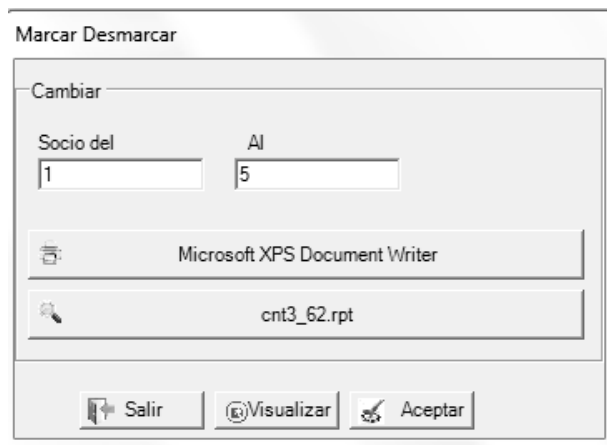 Marcar Desmarcar
Cambiar
Socio del Al
1 5
Microsoft XPS Document Writer
cnt3_62.rpt
Salir Visualizar Aceptar